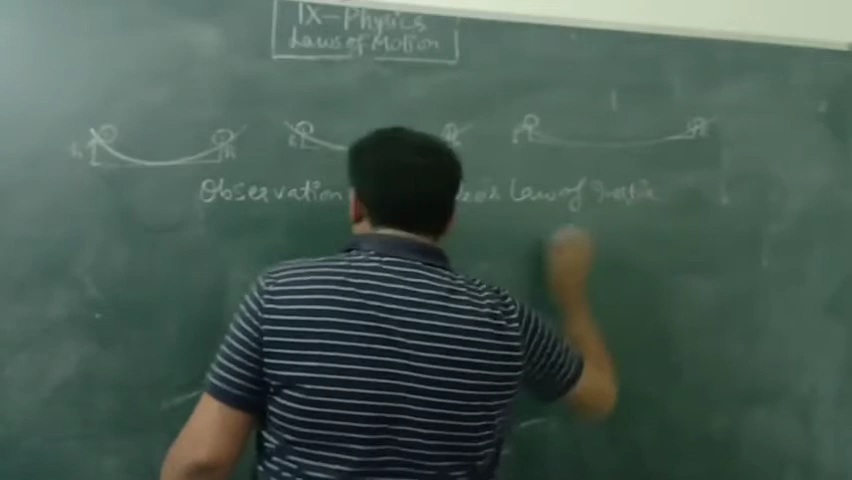 IX-Physics
Laws of Motion
h h h h
Observation Law of Inertia